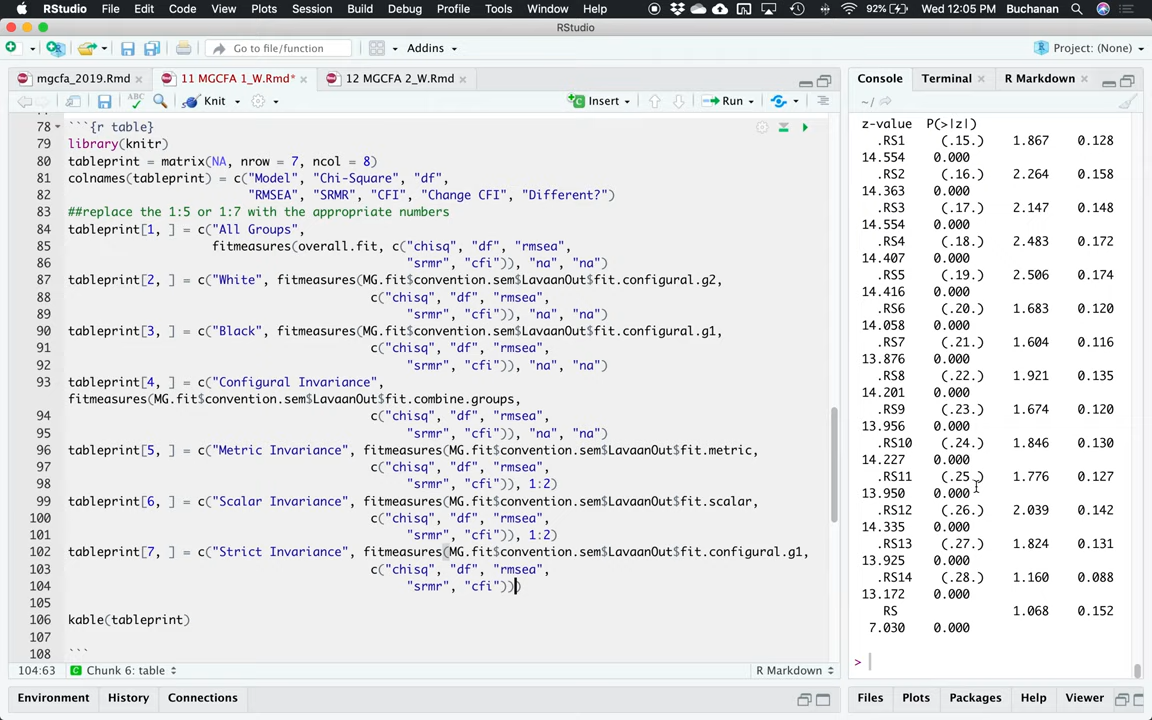 RStudio File Edit Code View Plots Session Build Debug Profile Tools Window Help 92% Wed 12:05 PM Buchanan
RStudio
Go to file/function Addins Project: (None)
mgcfa_2019.Rmd 11 MGCFA 1_W.Rmd* 12 MGCFA 2_W.Rmd
ABC Knit Insert Run
78 ```{r table}
79 library(knitr)
80 tableprint = matrix(NA, nrow = 7, ncol = 8)
81 colnames(tableprint) = c("Model", "Chi-Square", "df",
82 "RMSEA", "SRMR", "CFI", "Change CFI", "Different?")
83 ##replace the 1:5 or 1:7 with the appropriate numbers
84 tableprint[1, ] = c("All Groups",
85 fitmeasures(overall.fit, c("chisq", "df", "rmsea",
86 "srmr", "cfi")), "na", "na")
87 tableprint[2, ] = c("White", fitmeasures(MG.fit$convention.sem$LavaanOut$fit.configural.g2,
88 c("chisq", "df", "rmsea",
89 "srmr", "cfi")), "na", "na")
90 tableprint[3, ] = c("Black", fitmeasures(MG.fit$convention.sem$LavaanOut$fit.configural.g1,
91 c("chisq", "df", "rmsea",
92 "srmr", "cfi")), "na", "na")
93 tableprint[4, ] = c("Configural Invariance",
fitmeasures(MG.fit$convention.sem$LavaanOut$fit.combine.groups,
94 c("chisq", "df", "rmsea",
95 "srmr", "cfi")), "na", "na")
96 tableprint[5, ] = c("Metric Invariance", fitmeasures(MG.fit$convention.sem$LavaanOut$fit.metric,
97 c("chisq", "df", "rmsea",
98 "srmr", "cfi")), 1:2)
99 tableprint[6, ] = c("Scalar Invariance", fitmeasures(MG.fit$convention.sem$LavaanOut$fit.scalar,
100 c("chisq", "df", "rmsea",
101 "srmr", "cfi")), 1:2)
102 tableprint[7, ] = c("Strict Invariance", fitmeasures(MG.fit$convention.sem$LavaanOut$fit.configural.g1,
103 c("chisq", "df", "rmsea",
104 "srmr", "cfi")))
105
106 kable(tableprint)
107
108 ```
104:63 Chunk 6: table R Markdown
Environment History Connections
Console Terminal R Markdown
~/
z-value P(>|z|)
.RS1 (.15.) 1.867 0.128
14.554 0.000
.RS2 (.16.) 2.264 0.158
14.363 0.000
.RS3 (.17.) 2.147 0.148
14.554 0.000
.RS4 (.18.) 2.483 0.172
14.407 0.000
.RS5 (.19.) 2.506 0.174
14.416 0.000
.RS6 (.20.) 1.683 0.120
14.058 0.000
.RS7 (.21.) 1.604 0.116
13.876 0.000
.RS8 (.22.) 1.921 0.135
14.201 0.000
.RS9 (.23.) 1.674 0.120
13.956 0.000
.RS10 (.24.) 1.846 0.130
14.227 0.000
.RS11 (.25.) 1.776 0.127
13.950 0.000
.RS12 (.26.) 2.039 0.142
14.335 0.000
.RS13 (.27.) 1.824 0.131
13.925 0.000
.RS14 (.28.) 1.160 0.088
13.172 0.000
RS 1.068 0.152
7.030 0.000
>
Files Plots Packages Help Viewer